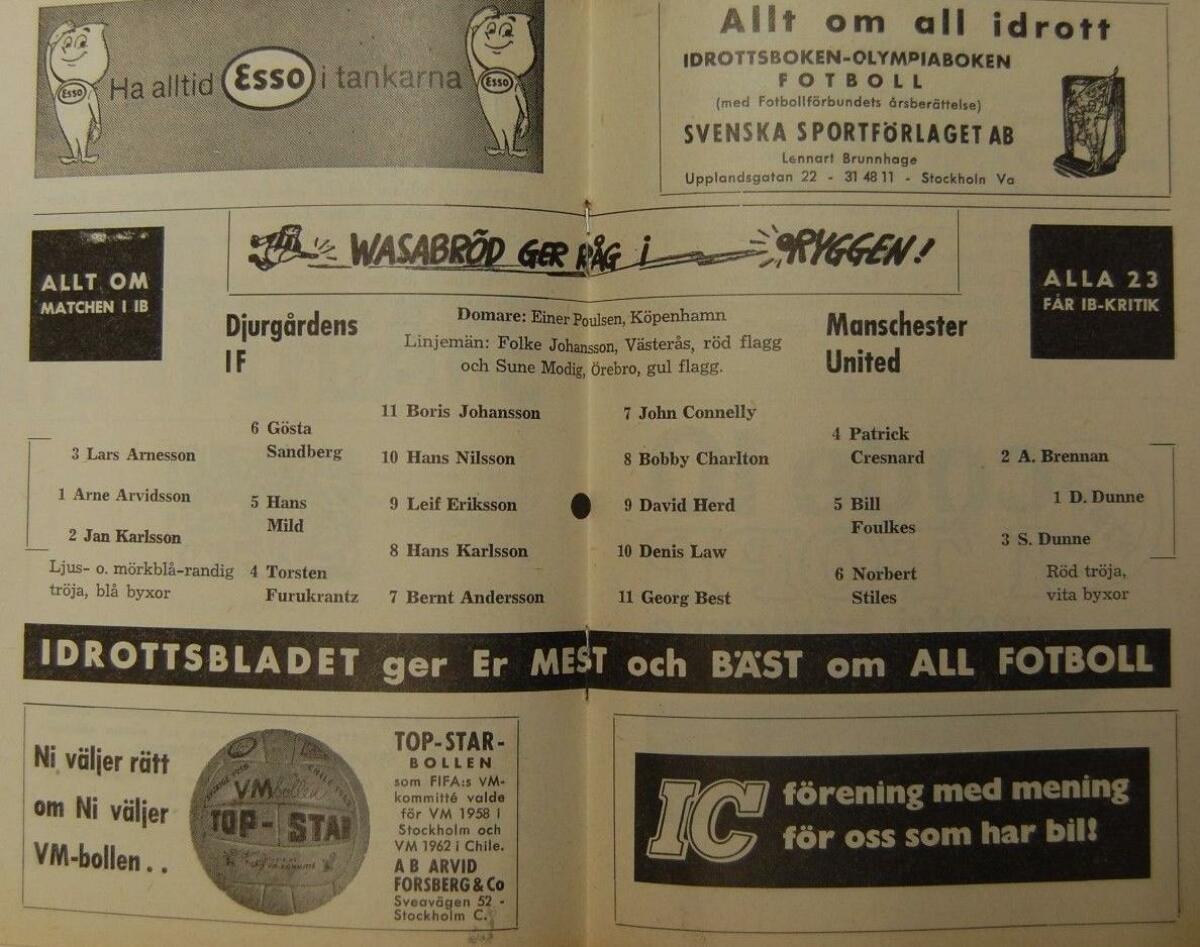 Ha alltid Esso i tankarna
Esso
Esso
Allt om all idrott
IDROTTSBOKEN-OLYMPIABOKEN
FOTBOLL
(med Fotbollförbundets årsberättelse)
SVENSKA SPORTFÖRLAGET AB
Lennart Brunnhage
Upplandsgatan 22 - 31 48 11 - Stockholn Va
ALLT OM
MATCHEN I IB
WASABRÖD GER RÅG I RYGGEN!
ALLA 23
FÅR IB-KRITIK
Djurgårdens
IF
Domare: Einer Poulsen, Köpenhamn
Linjemän: Folke Johansson, Västerås, röd flagg
och Sune Modig, Örebro, gul flagg.
Manschester
United
3 Lars Arnesson
1 Arne Arvidsson
2 Jan Karlsson
Ljus- o. mörkblå-randig
tröja, blå byxor
6 Gösta
Sandberg
5 Hans
Mild
4 Torsten
Furukrantz
11 Boris Johansson
10 Hans Nilsson
9 Leif Eriksson
8 Hans Karlsson
7 Bernt Andersson
7 John Connelly
8 Bobby Charlton
9 David Herd
10 Denis Law
11 Georg Best
4 Patrick
Cresnard
5 Bill
Foulkes
6 Norbert
Stiles
2 A. Brennan
1 D. Dunne
3 S. Dunne
Röd tröja,
vita byxor
IDROTTSBLADET ger Er MEST och BÄST om ALL FOTBOLL
Ni väljer rätt
om Ni väljer
VM-bollen..
VM bollen
TOP-STAR
TOP-STAR-
BOLLEN
som FIFA:s VM-
kommitté valde
för VM 1958 i
Stockholm och
VM 1962 i Chile.
AB ARVID
FORSBERG & Co
Sveavägen 52 -
Stockholm C.
IC förening med mening
för oss som har bil!